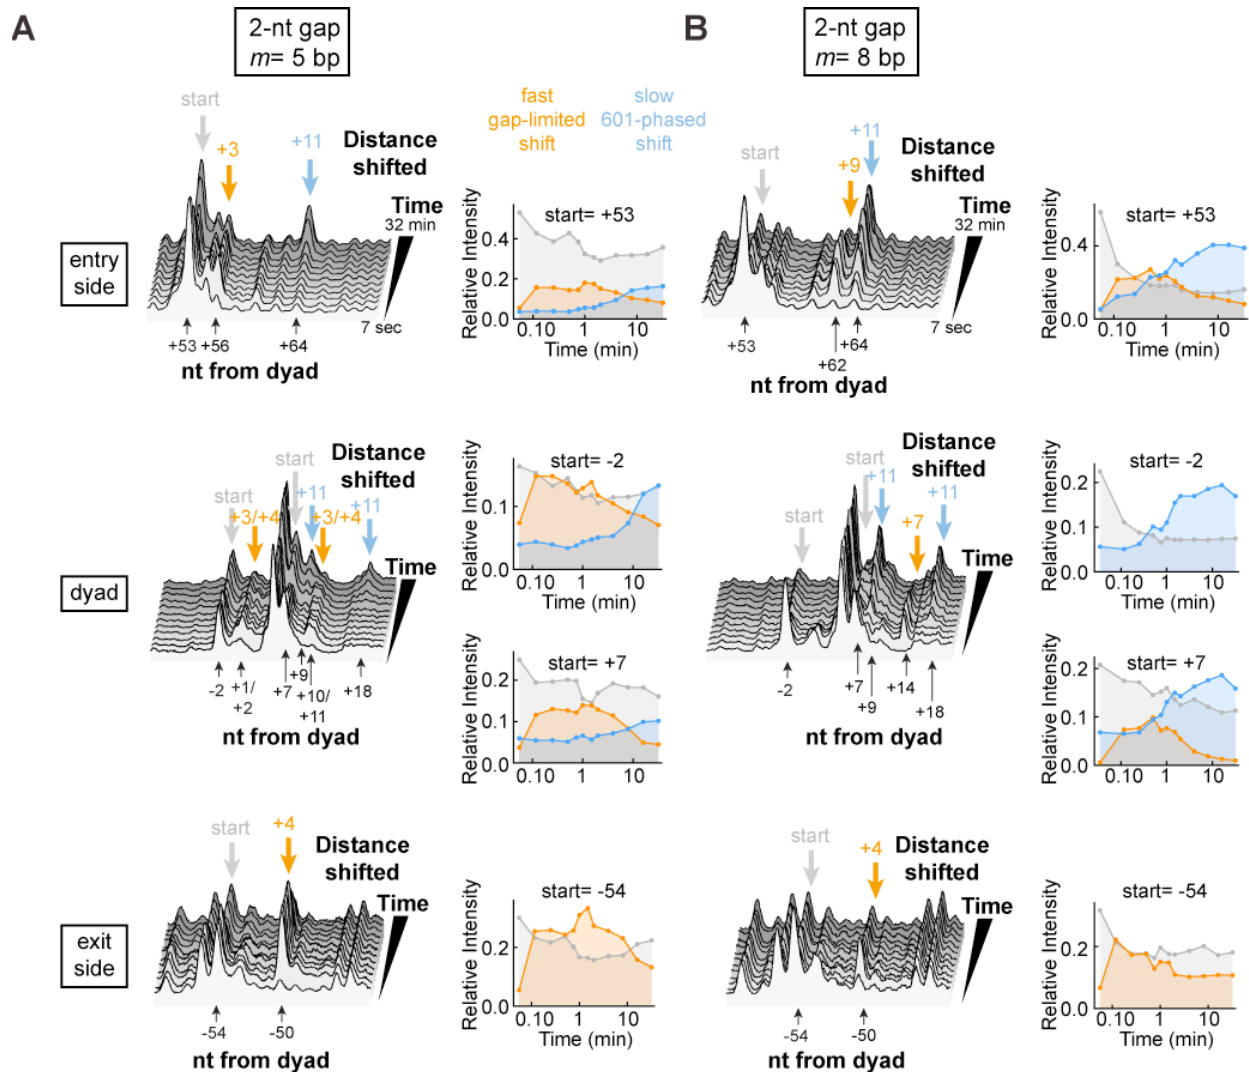 A
2-nt gap
m= 5 bp
B
2-nt gap
m= 8 bp
fast
gap-limited
shift
slow
601-phased
shift
entry
side
start
+3
+11
Distance
shifted
Time
32 min
7 sec
+53 +56 +64
nt from dyad
Relative Intensity
start= +53
0.4
0.2
0.0
0.10 1 10
Time (min)
start
+9
+11
Distance
shifted
Time
32 min
7 sec
+53
+64
+62
nt from dyad
Relative Intensity
start= +53
0.4
0.0
0.10 1 10
Time (min)
dyad
start
+3/+4
start
+11
+3/+4
+11
Distance
shifted
Time
-2
+1/
+2
+7
+9
+10/
+11
+18
nt from dyad
Relative Intensity
start= -2
0.1
0.0
0.10 1 10
Time (min)
Relative Intensity
start= +7
0.2
0.1
0.0
0.10 1 10
Time (min)
start
start
+11
+7
+11
Distance
shifted
Time
-2
+7
+9
+14
+18
nt from dyad
Relative Intensity
start= -2
0.2
0.1
0.0
0.10 1 10
Time (min)
Relative Intensity
start= +7
0.2
0.1
0.0
0.10 1 10
Time (min)
exit
side
start
+4
Distance
shifted
Time
-54 -50
nt from dyad
Relative Intensity
start= -54
0.2
0.0
0.10 1 10
Time (min)
start
+4
Distance
shifted
Time
-54 -50
nt from dyad
Relative Intensity
start= -54
0.2
0.0
0.10 1 10
Time (min)